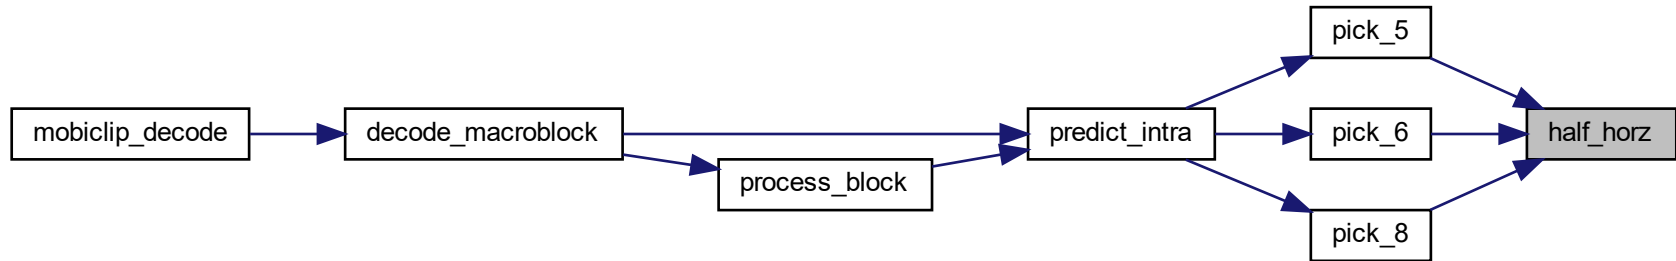 mobiclip_decode
decode_macroblock
process_block
predict_intra
pick_5
pick_6
pick_8
half_horz